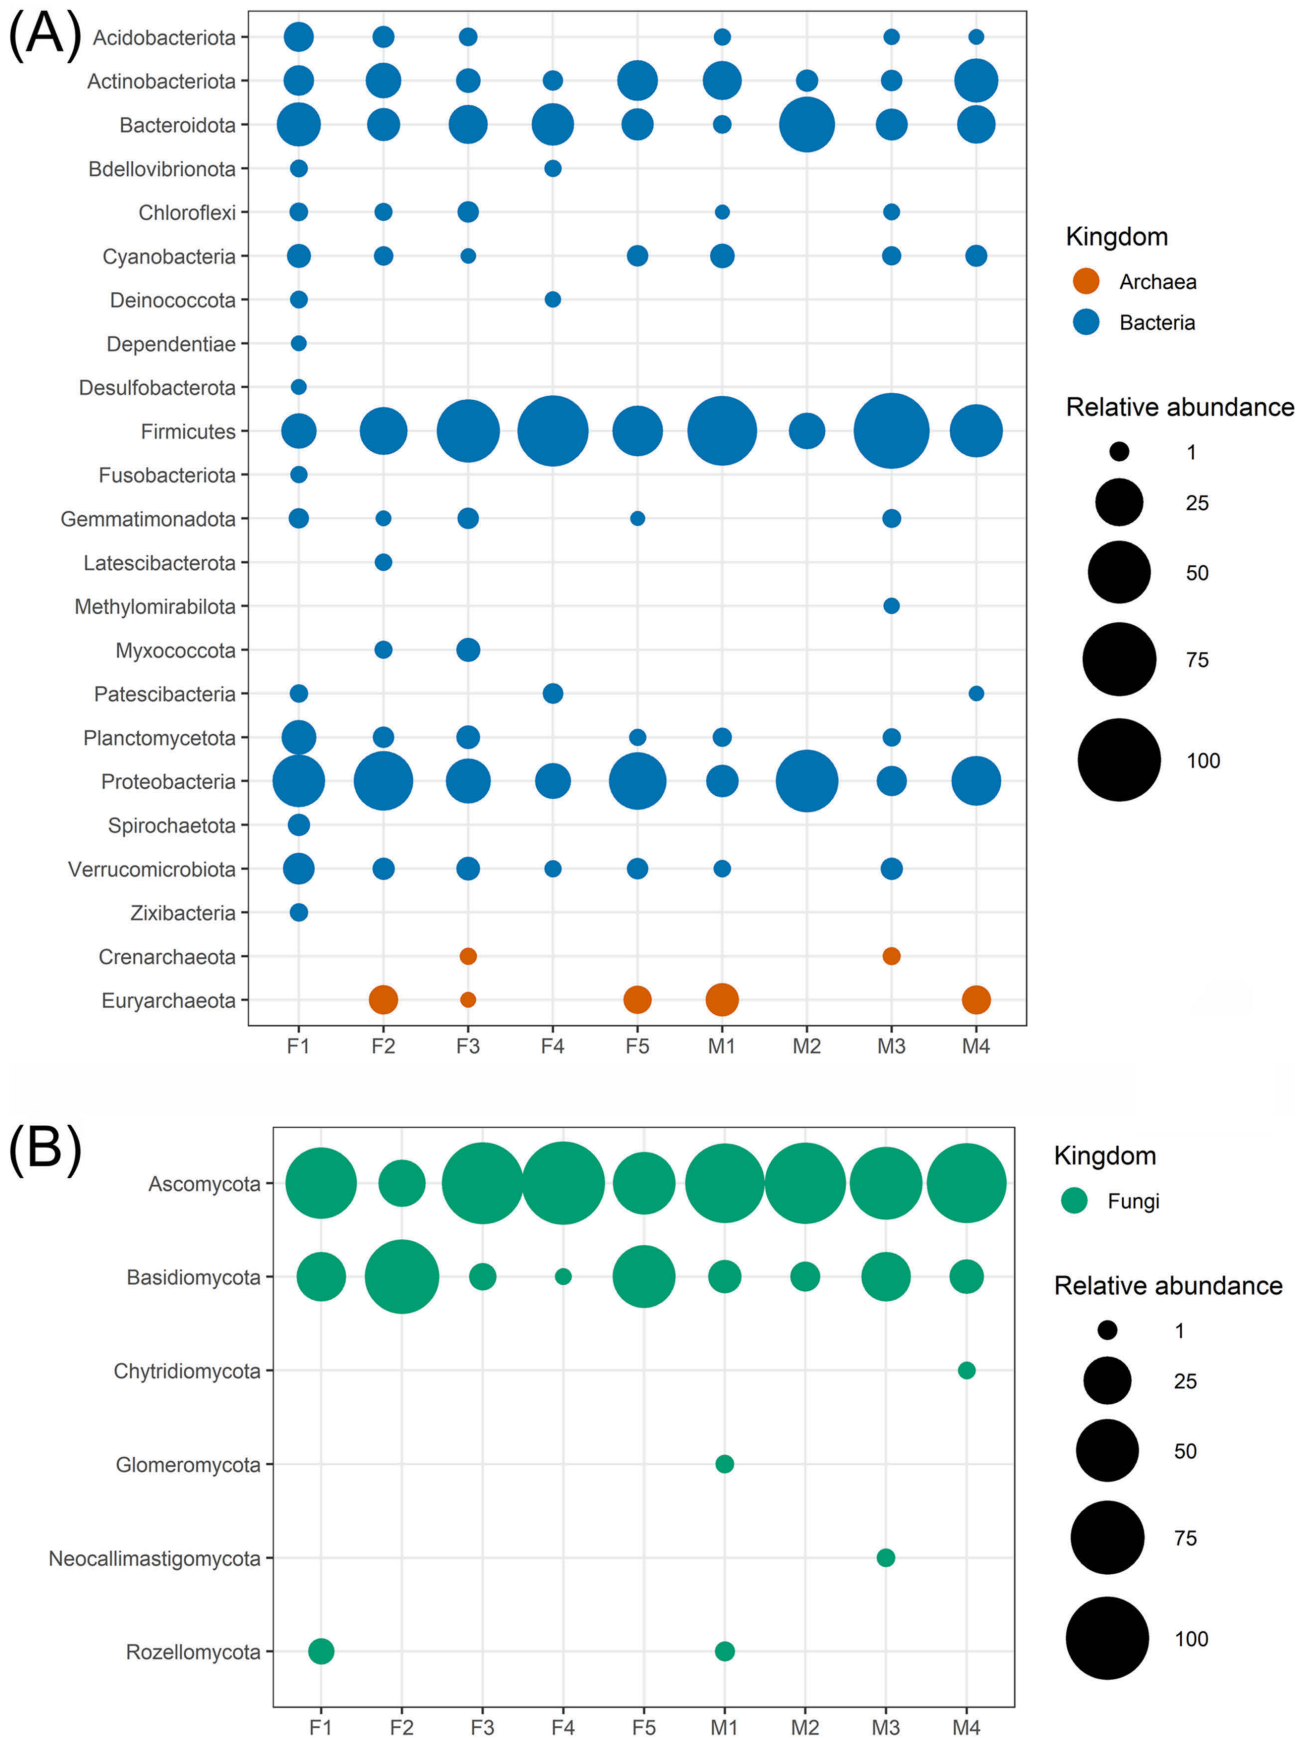 (A)
Acidobacteriota
Actinobacteriota
Bacteroidota
Bdellovibrionota
Chloroflexi
Cyanobacteria
Deinococcota
Dependentiae
Desulfobacterota
Firmicutes
Fusobacteriota
Gemmatimonadota
Latescibacterota
Methylomirabilota
Myxococcota
Patescibacteria
Planctomycetota
Proteobacteria
Spirochaetota
Verrucomicrobiota
Zixibacteria
Crenarchaeota
Euryarchaeota
F1 F2 F3 F4 F5 M1 M2 M3 M4
Kingdom
Archaea
Bacteria
Relative abundance
1
25
50
75
100
(B)
Ascomycota
Basidiomycota
Chytridiomycota
Glomeromycota
Neocallimastigomycota
Rozellomycota
F1 F2 F3 F4 F5 M1 M2 M3 M4
Kingdom
Fungi
Relative abundance
1
25
50
75
100